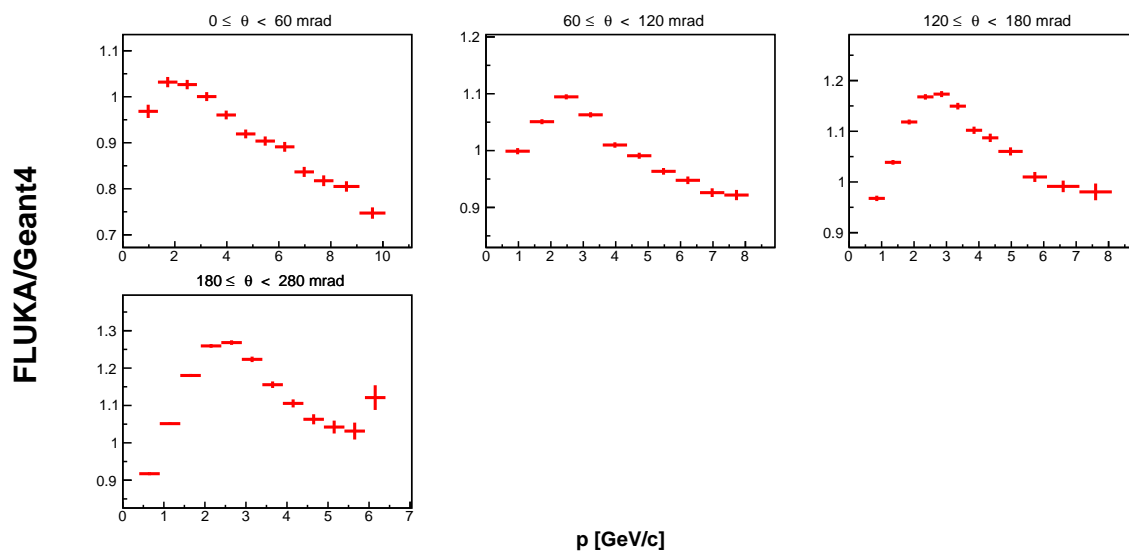 0 ≤ θ < 60 mrad
1.1
1
0.9
0.8
0.7
0 2 4 6 8 10
60 ≤ θ < 120 mrad
1.2
1.1
1
0.9
0 1 2 3 4 5 6 7 8
120 ≤ θ < 180 mrad
1.2
1.1
1
0.9
0 1 2 3 4 5 6 7 8
FLUKA/Geant4
180 ≤ θ < 280 mrad
1.3
1.2
1.1
1
0.9
0 1 2 3 4 5 6 7
p [GeV/c]